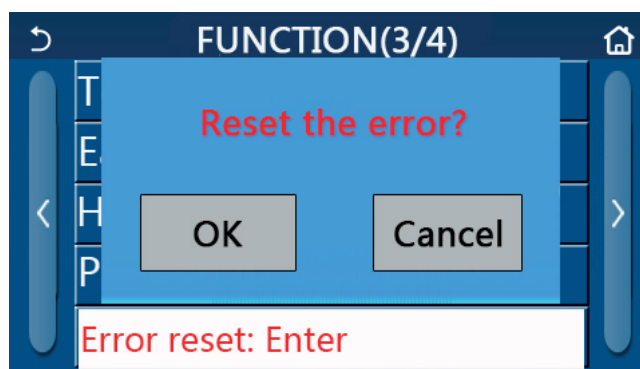 FUNCTION(3/4)
T
Reset the error?
E
H
OK
Cancel
P
Error reset: Enter